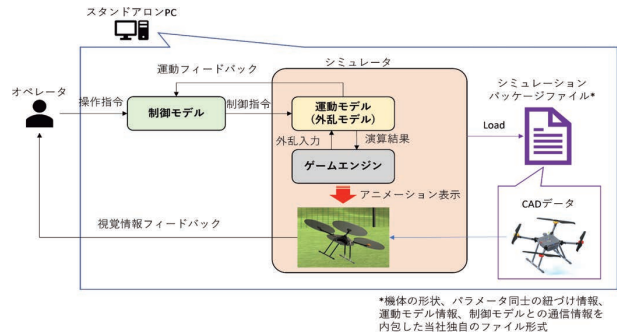 スタンドアロンPC
シミュレータ
運動フィードバック
オペレータ
操作指令
制御モデル
制御指令
運動モデル
(外乱モデル)
外乱入力
演算結果
ゲームエンジン
アニメーション表示
視覚情報フィードバック
Load
シミュレーション
パッケージファイル*
CADデータ
*機体の形状、パラメータ同士の紐づけ情報、
運動モデル情報、制御モデルとの通信情報を
内包した当社独自のファイル形式